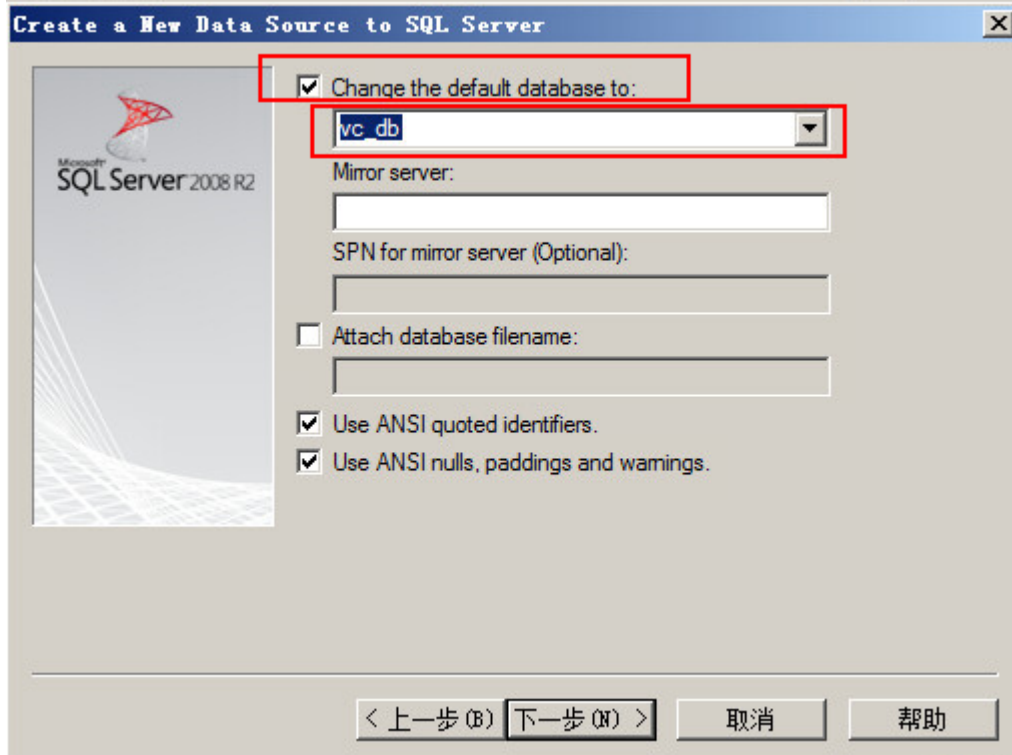 Create a New Data Source to SQL Server
Change the default database to:
vc_db
Microsoft
SQL Server 2008 R2
Mirror server:
SPN for mirror server (Optional):
Attach database filename:
Use ANSI quoted identifiers.
Use ANSI nulls, paddings and warnings.
< 上一步(B) 下一步(N) > 取消 帮助